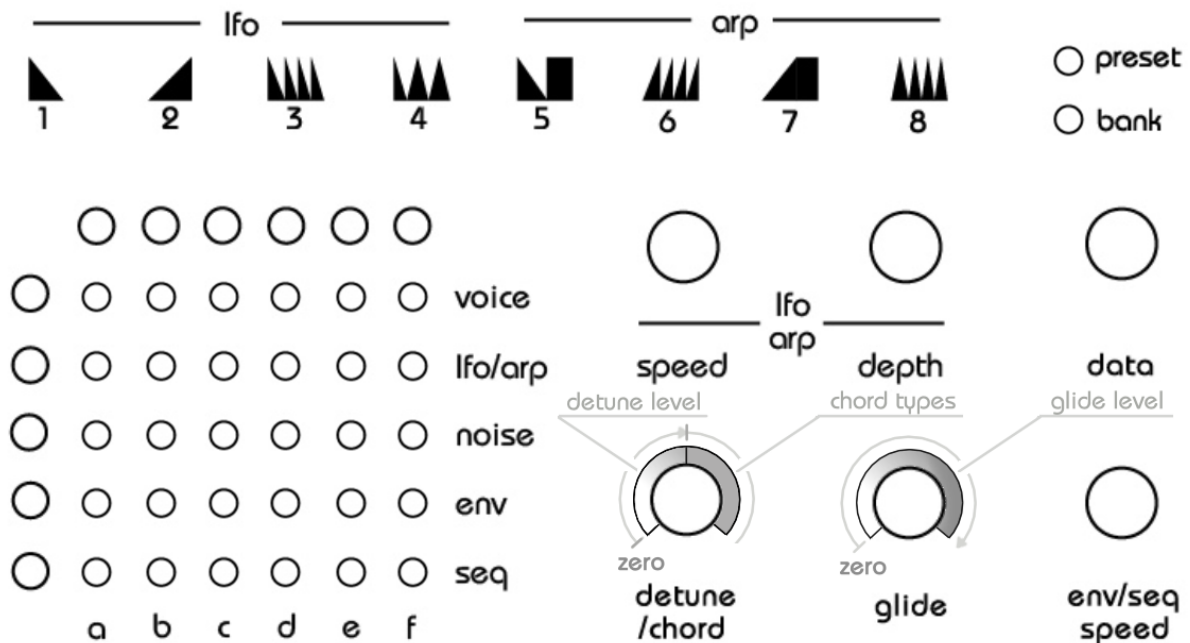 lfo arp
preset
1 2 3 4 5 6 7 8
bank
voice
lfo
arp
lfo/arp speed depth data
detune level chord types glide level
noise
env
zero zero
seq
detune
/chord
glide
env/seq
speed
a b c d e f